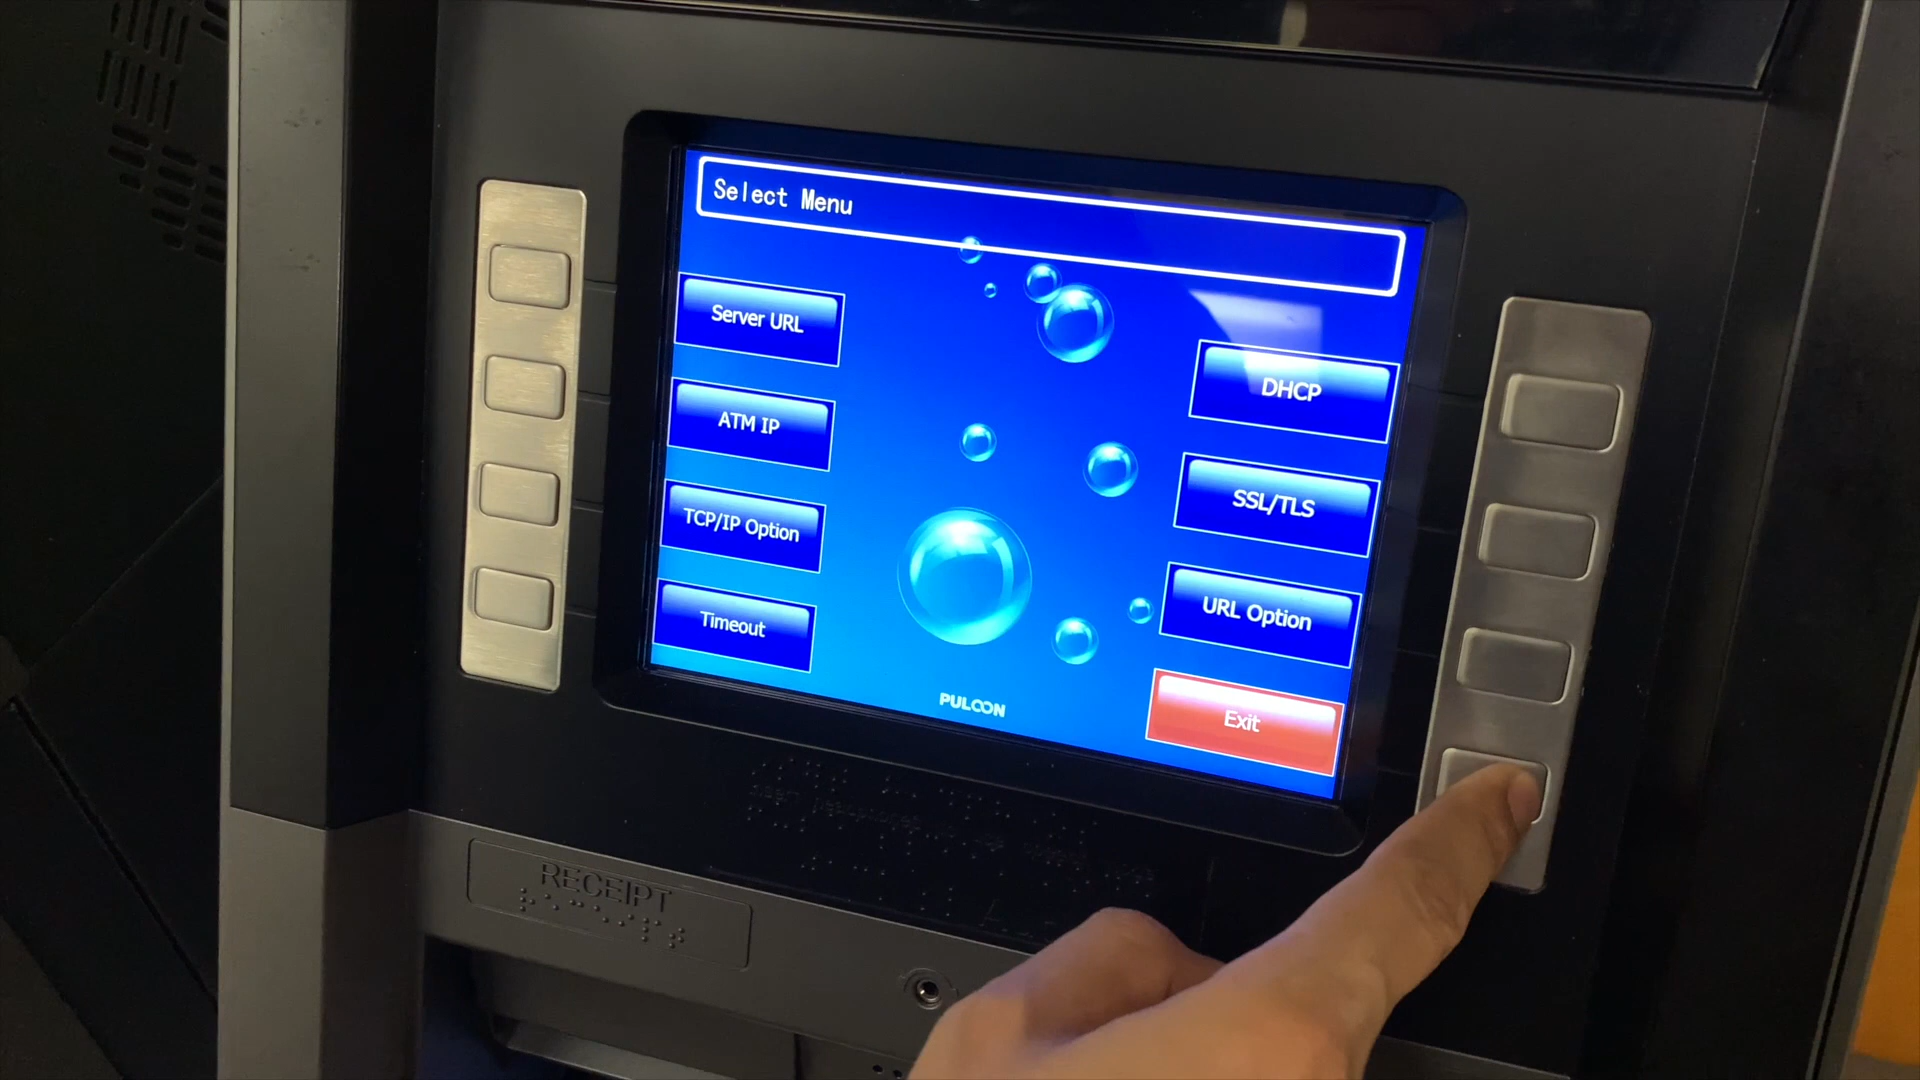 Select Menu
Server URL
DHCP
ATM IP
SSL/TLS
TCP/IP Option
URL Option
Timeout
Exit
PULOON
RECEIPT